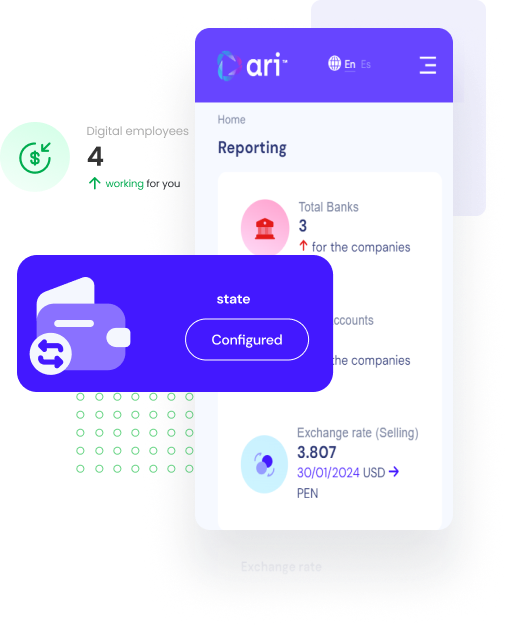 ari™
En Es
Home
Reporting
Digital employees
4
working for you
Total Banks
3
for the companies
state
Configured
ccounts
the companies
Exchange rate (Selling)
3.807
30/01/2024 USD
PEN
Exchange rate